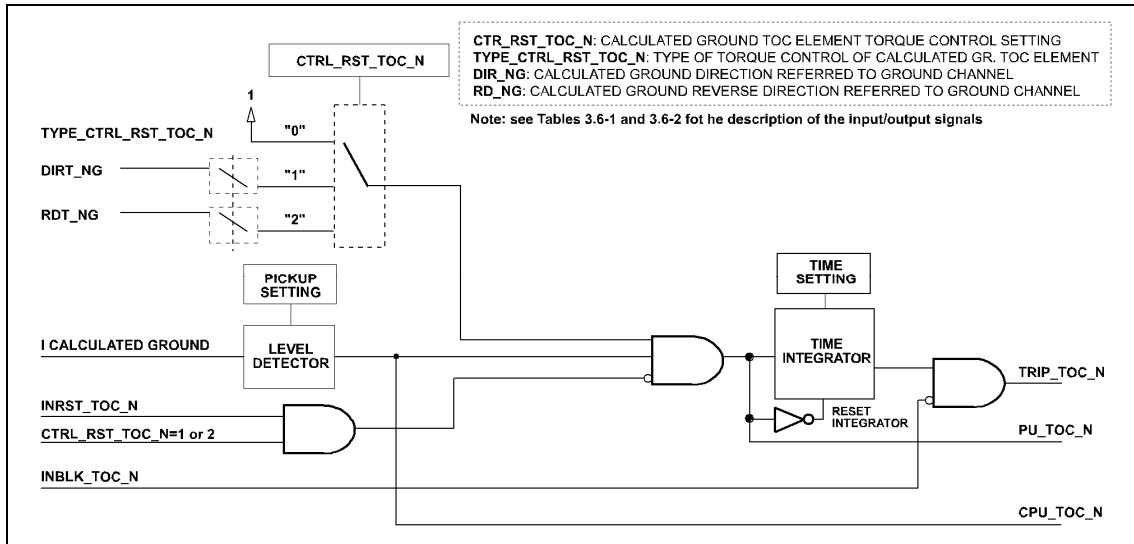 CTRL_RST_TOC_N
CTR_RST_TOC_N: CALCULATED GROUND TOC ELEMENT TORQUE CONTROL SETTING
TYPE_CTRL_RST_TOC_N: TYPE OF TORQUE CONTROL OF CALCULATED GR. TOC ELEMENT
DIR_NG: CALCULATED GROUND DIRECTION REFERRED TO GROUND CHANNEL
RD_NG: CALCULATED GROUND REVERSE DIRECTION REFERRED TO GROUND CHANNEL
Note: see Tables 3.6-1 and 3.6-2 fot he description of the input/output signals
1
TYPE_CTRL_RST_TOC_N
"0"
DIRT_NG
"1"
RDT_NG
"2"
PICKUP
SETTING
TIME
SETTING
I CALCULATED GROUND
LEVEL
DETECTOR
TIME
INTEGRATOR
TRIP_TOC_N
INRST_TOC_N
RESET
INTEGRATOR
CTRL_RST_TOC_N=1 or 2
PU_TOC_N
INBLK_TOC_N
CPU_TOC_N